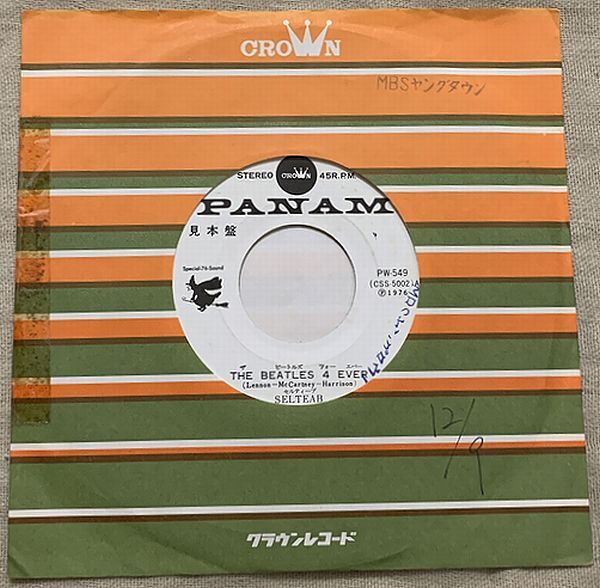 CROWN
MBSヤングタウン
STEREO CROWN 45R.P.M.
PANAM
見本盤
Special-76-Sound
PW-549
(CSS-5002)A
Ⓟ1976
ザ ビートルズ フォー エバー
THE BEATLES 4 EVER
(Lennon–McCartney–Harrison)
セルティーブ
SELTEAB
12/9
クラウンレコード